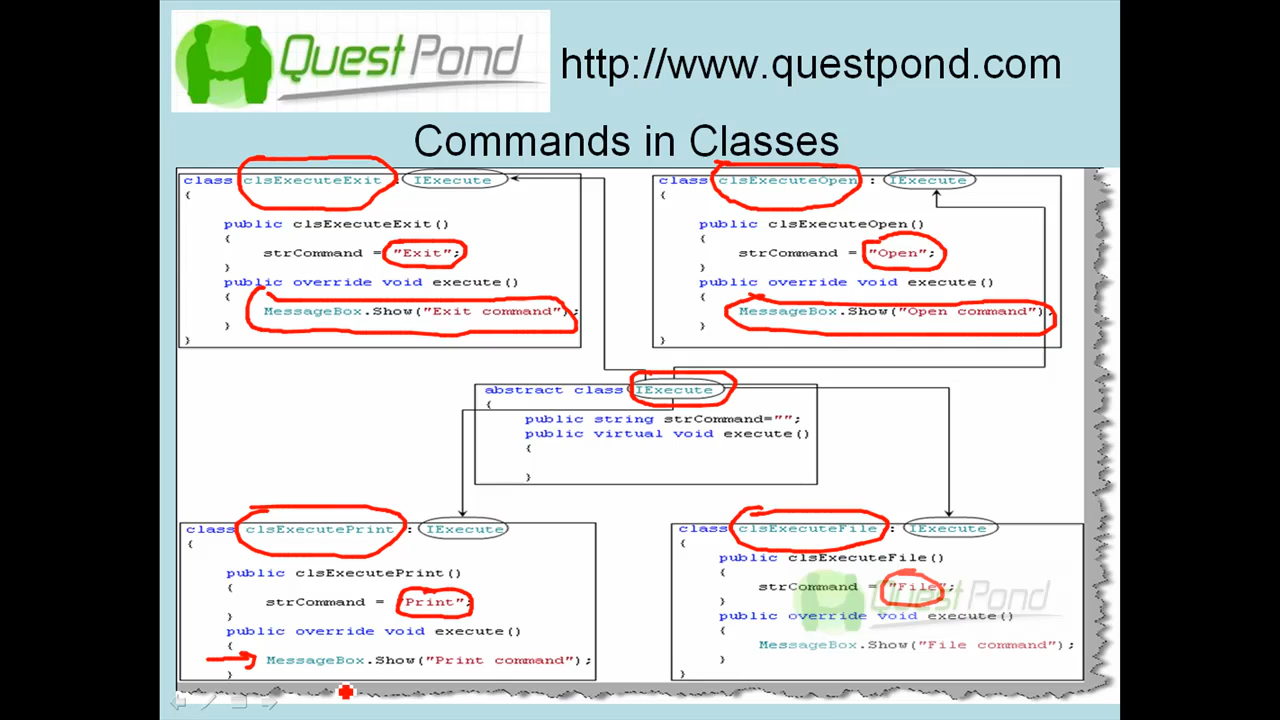 QuestPond
http://www.questpond.com
Commands in Classes
class clsExecuteExit : IExecute
{
public clsExecuteExit()
{
strCommand = "Exit";
}
public override void execute()
{
MessageBox.Show("Exit command");
}
}
class clsExecuteOpen : IExecute
{
public clsExecuteOpen()
{
strCommand = "Open";
}
public override void execute()
{
MessageBox.Show("Open command");
}
}
abstract class IExecute
{
public string strCommand="";
public virtual void execute()
{
}
class clsExecutePrint : IExecute
{
public clsExecutePrint()
{
strCommand = "Print";
}
public override void execute()
{
MessageBox.Show("Print command");
}
class clsExecuteFile : IExecute
{
public clsExecuteFile()
{
strCommand = "File";
}
public override void execute()
{
MessageBox.Show("File command");
}
}
QuestPond